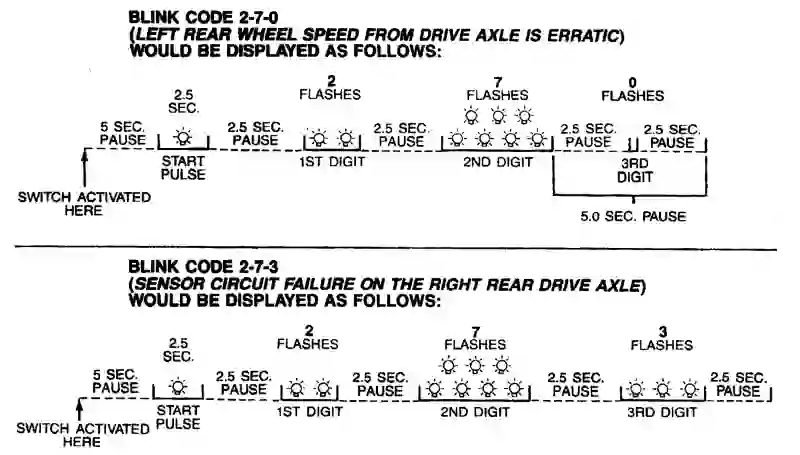 BLINK CODE 2-7-0
(LEFT REAR WHEEL SPEED FROM DRIVE AXLE IS ERRATIC)
WOULD BE DISPLAYED AS FOLLOWS:
2 7 0
2.5 FLASHES FLASHES FLASHES
SEC.
5 SEC. 2.5 SEC. 2.5 SEC. 2.5 SEC. 2.5 SEC.
PAUSE PAUSE PAUSE PAUSE PAUSE
START 1ST DIGIT 2ND DIGIT 3RD
PULSE DIGIT
SWITCH ACTIVATED
HERE
5.0 SEC. PAUSE
BLINK CODE 2-7-3
(SENSOR CIRCUIT FAILURE ON THE RIGHT REAR DRIVE AXLE)
WOULD BE DISPLAYED AS FOLLOWS:
2 7 3
2.5 FLASHES FLASHES FLASHES
SEC.
5 SEC. 2.5 SEC. 2.5 SEC. 2.5 SEC. 2.5 SEC.
PAUSE PAUSE PAUSE PAUSE PAUSE
START 1ST DIGIT 2ND DIGIT 3RD DIGIT
SWITCH ACTIVATED PULSE
HERE